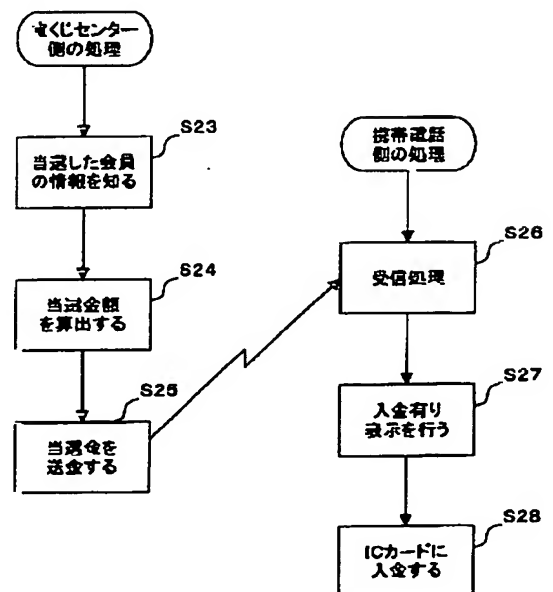 宝くじセンター
側の処理
S23
当選した会員
の情報を知る
S24
当選金額
を算出する
S25
当選金を
送金する
携帯電話
側の処理
S26
受信処理
S27
入金有り
表示を行う
S28
ICカードに
入金する